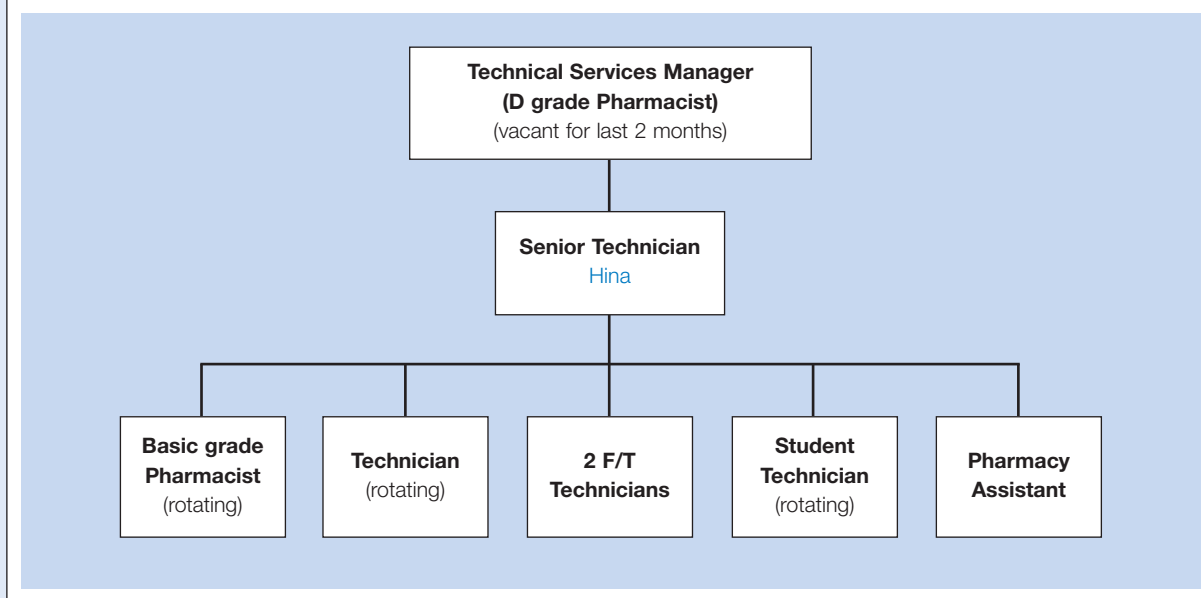 Technical Services Manager
(D grade Pharmacist)
(vacant for last 2 months)
Senior Technician
Hina
Basic grade
Pharmacist
(rotating)
Technician
(rotating)
2 F/T
Technicians
Student
Technician
(rotating)
Pharmacy
Assistant